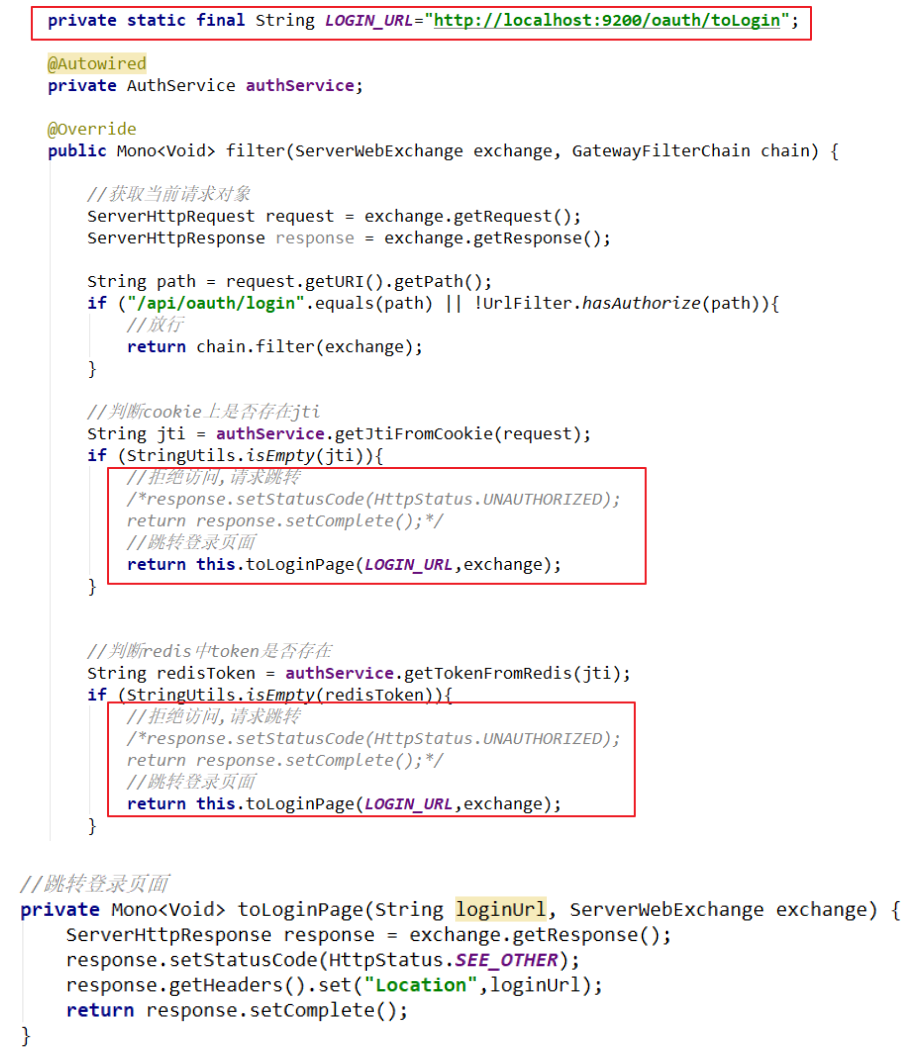 private static final String LOGIN_URL="http://localhost:9200/oauth/toLogin";
@Autowired
private AuthService authService;
@Override
public Mono<Void> filter(ServerWebExchange exchange, GatewayFilterChain chain) {
//获取当前请求对象
ServerHttpRequest request = exchange.getRequest();
ServerHttpResponse response = exchange.getResponse();
String path = request.getURI().getPath();
if ("/api/oauth/login".equals(path) || !UrlFilter.hasAuthorize(path)){
//放行
return chain.filter(exchange);
}
//判断cookie上是否存在jti
String jti = authService.getJtiFromCookie(request);
if (StringUtils.isEmpty(jti)){
//拒绝访问,请求跳转
/*response.setStatusCode(HttpStatus.UNAUTHORIZED);
return response.setComplete();*/
//跳转登录页面
return this.toLoginPage(LOGIN_URL,exchange);
}
//判断redis中token是否存在
String redisToken = authService.getTokenFromRedis(jti);
if (StringUtils.isEmpty(redisToken)){
//拒绝访问,请求跳转
/*response.setStatusCode(HttpStatus.UNAUTHORIZED);
return response.setComplete();*/
//跳转登录页面
return this.toLoginPage(LOGIN_URL,exchange);
}
//跳转登录页面
private Mono<Void> toLoginPage(String loginUrl, ServerWebExchange exchange) {
ServerHttpResponse response = exchange.getResponse();
response.setStatusCode(HttpStatus.SEE_OTHER);
response.getHeaders().set("Location",loginUrl);
return response.setComplete();
}